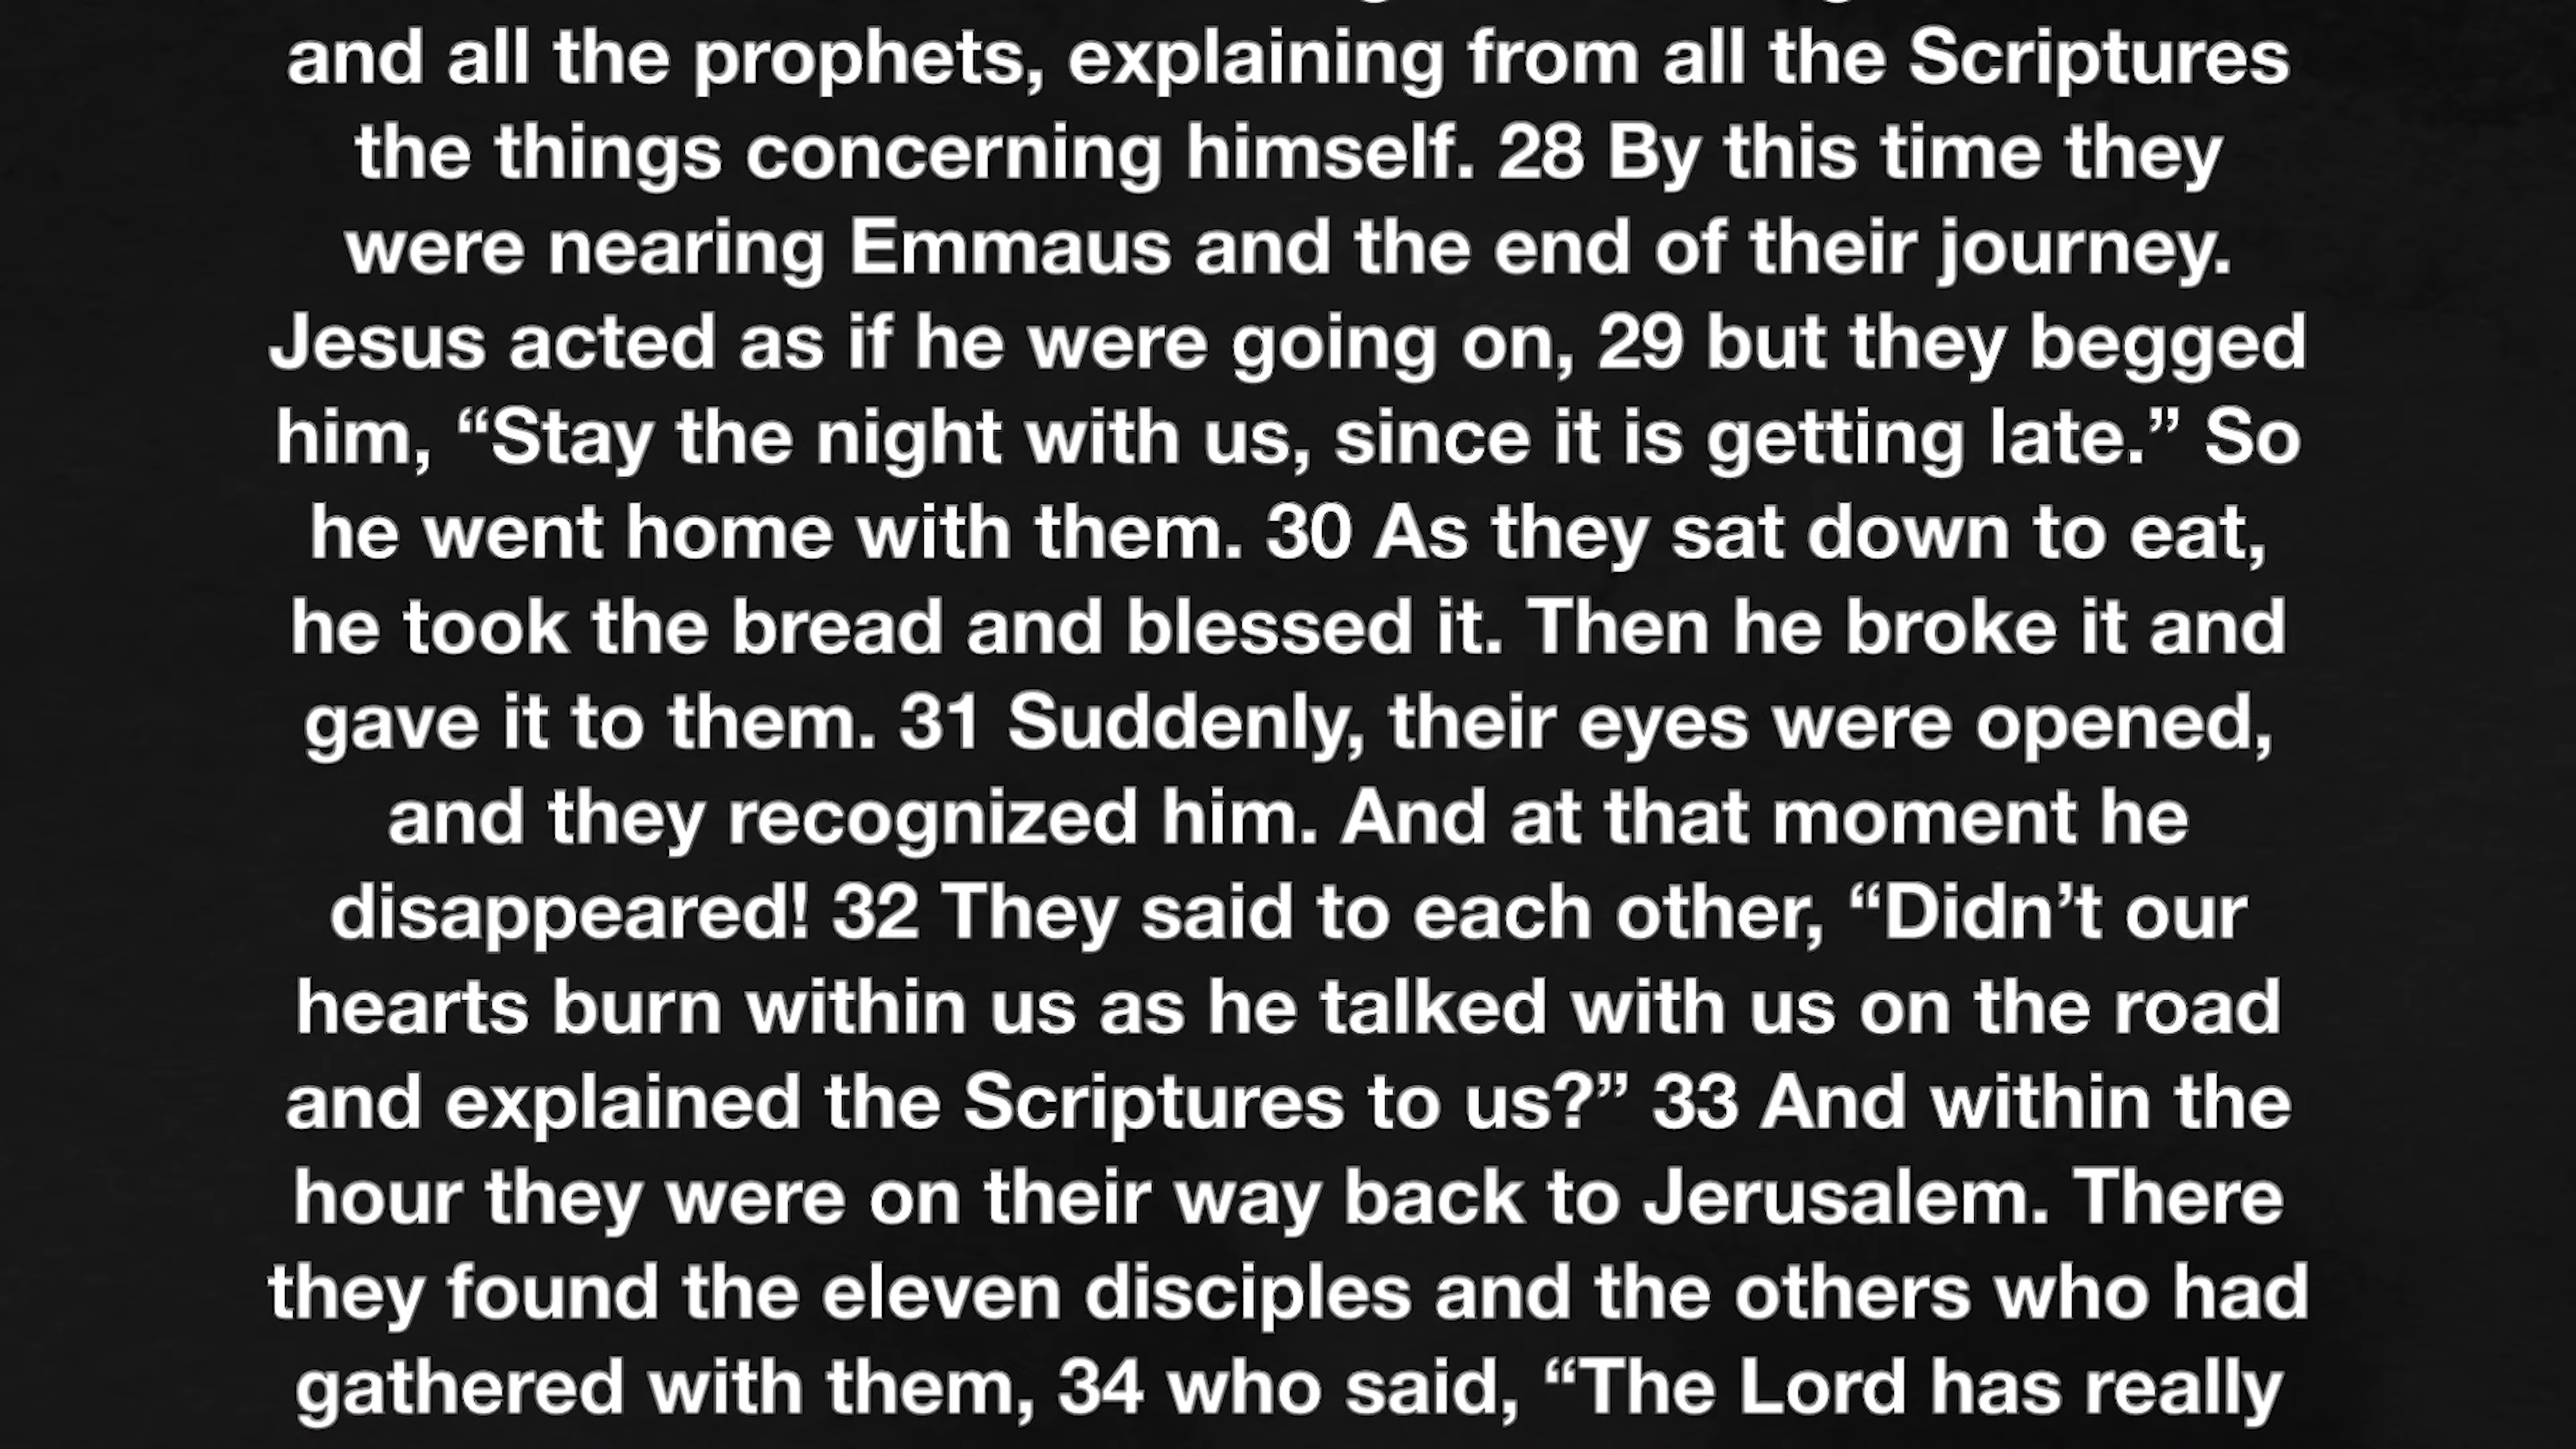 and all the prophets, explaining from all the Scriptures
the things concerning himself. 28 By this time they
were nearing Emmaus and the end of their journey.
Jesus acted as if he were going on, 29 but they begged
him, “Stay the night with us, since it is getting late.” So
he went home with them. 30 As they sat down to eat,
he took the bread and blessed it. Then he broke it and
gave it to them. 31 Suddenly, their eyes were opened,
and they recognized him. And at that moment he
disappeared! 32 They said to each other, “Didn’t our
hearts burn within us as he talked with us on the road
and explained the Scriptures to us?” 33 And within the
hour they were on their way back to Jerusalem. There
they found the eleven disciples and the others who had
gathered with them, 34 who said, “The Lord has really